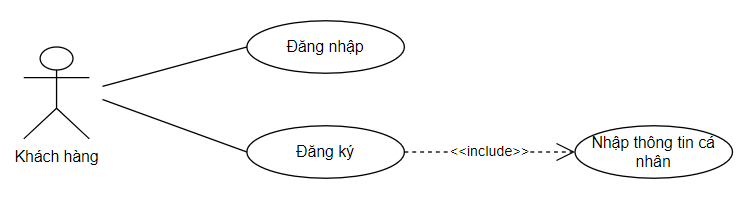 Đăng nhập
Khách hàng
Đăng ký
<<include>>
Nhập thông tin cá
nhân